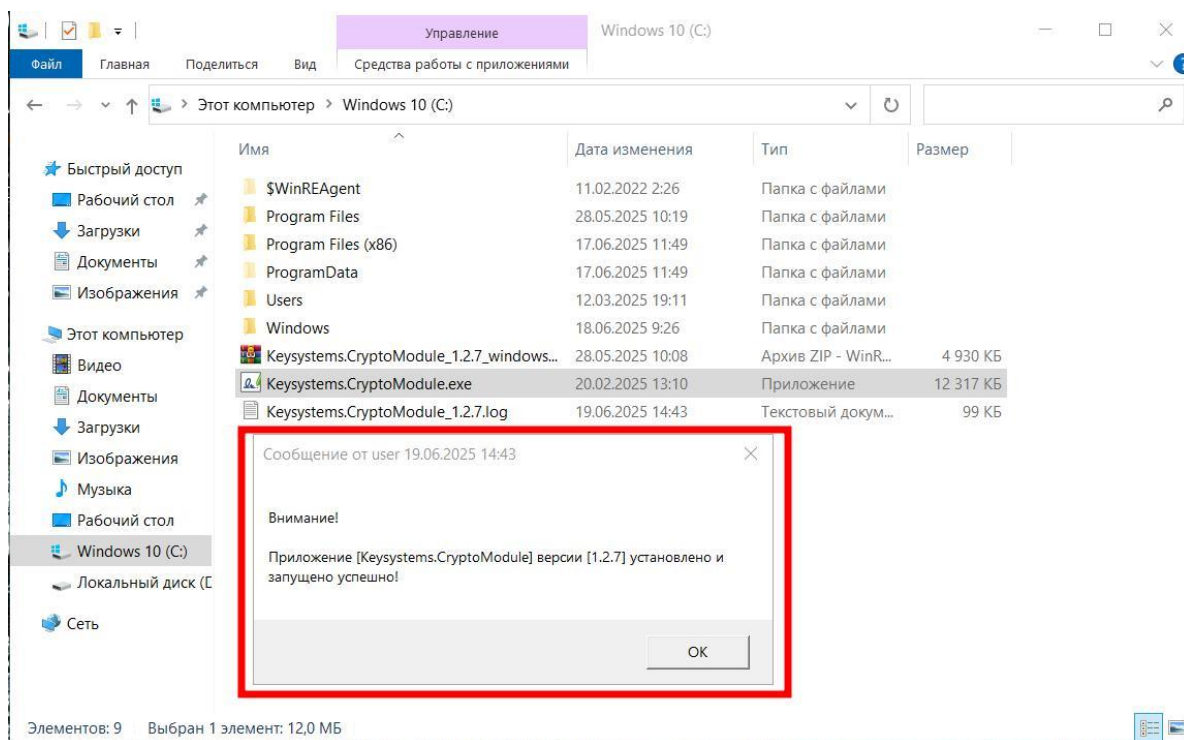 Управление Windows 10 (C:)
Файл Главная Поделиться Вид Средства работы с приложениями
Этот компьютер > Windows 10 (C:)
Имя Дата изменения Тип Размер
Быстрый доступ
Рабочий стол
Загрузки
Документы
Изображения
Этот компьютер
Видео
Документы
Загрузки
Изображения
Музыка
Рабочий стол
Windows 10 (C:)
Локальный диск (D
Сеть
$WinREAgent 11.02.2022 2:26 Папка с файлами
Program Files 28.05.2025 10:19 Папка с файлами
Program Files (x86) 17.06.2025 11:49 Папка с файлами
ProgramData 17.06.2025 11:49 Папка с файлами
Users 12.03.2025 19:11 Папка с файлами
Windows 18.06.2025 9:26 Папка с файлами
Keysystems.CryptoModule_1.2.7_windows... 28.05.2025 10:08 Архив ZIP - WinR... 4 930 КБ
Keysystems.CryptoModule.exe 20.02.2025 13:10 Приложение 12 317 КБ
Keysystems.CryptoModule_1.2.7.log 19.06.2025 14:43 Текстовый докум... 99 КБ
Сообщение от user 19.06.2025 14:43
Внимание!
Приложение [Keysystems.CryptoModule] версии [1.2.7] установлено и
запущено успешно!
OK
Элементов: 9 Выбран 1 элемент: 12,0 МБ